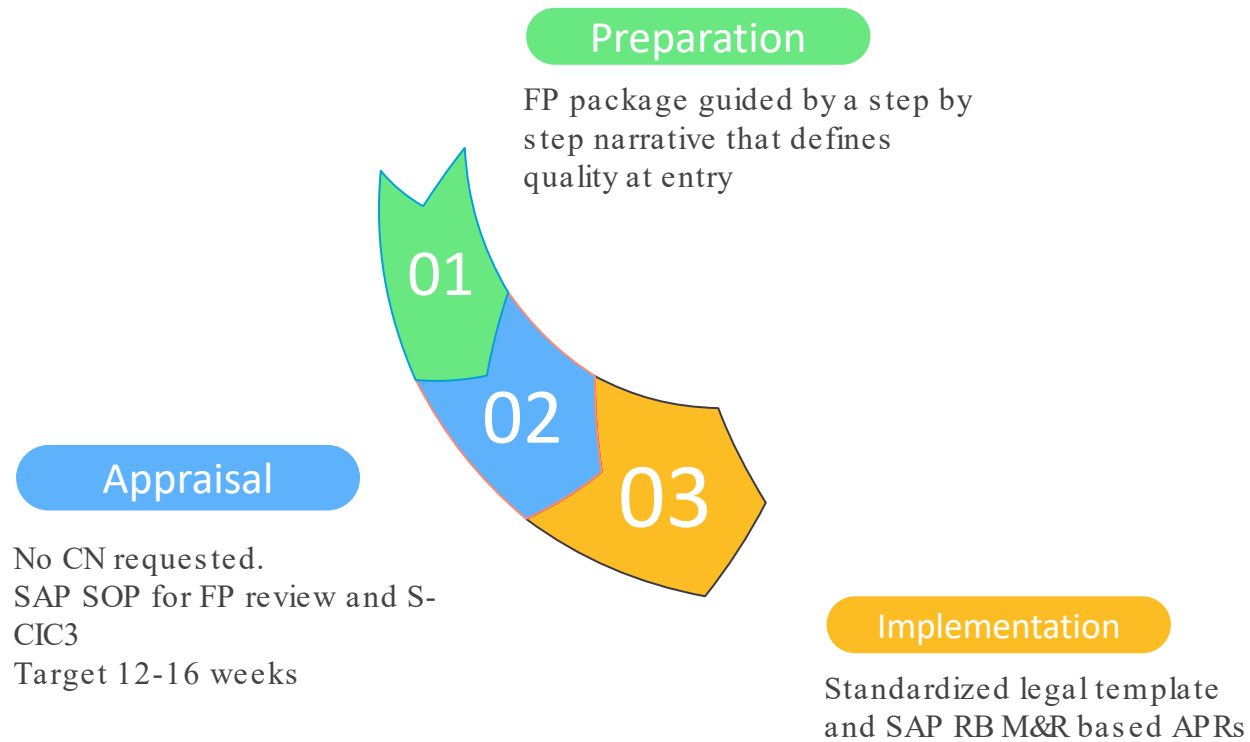 Preparation
FP package guided by a step by
step narrative that defines
quality at entry
01
02
03
Appraisal
No CN requested.
SAP SOP for FP review and S-
CIC3
Target 12-16 weeks
Implementation
Standardized legal template
and SAP RB M&R based APRs